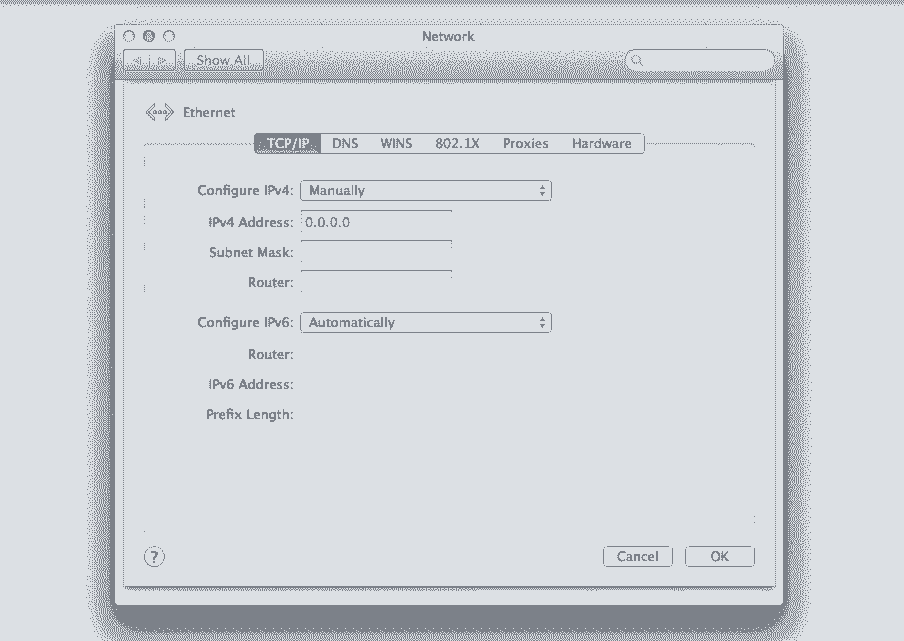 Network
Show All
Ethernet
TCP/IP DNS WINS 802.1X Proxies Hardware
Configure IPv4: Manually
IPv4 Address: 0.0.0.0
Subnet Mask:
Router:
Configure IPv6: Automatically
Router:
IPv6 Address:
Prefix Length:
? Cancel OK